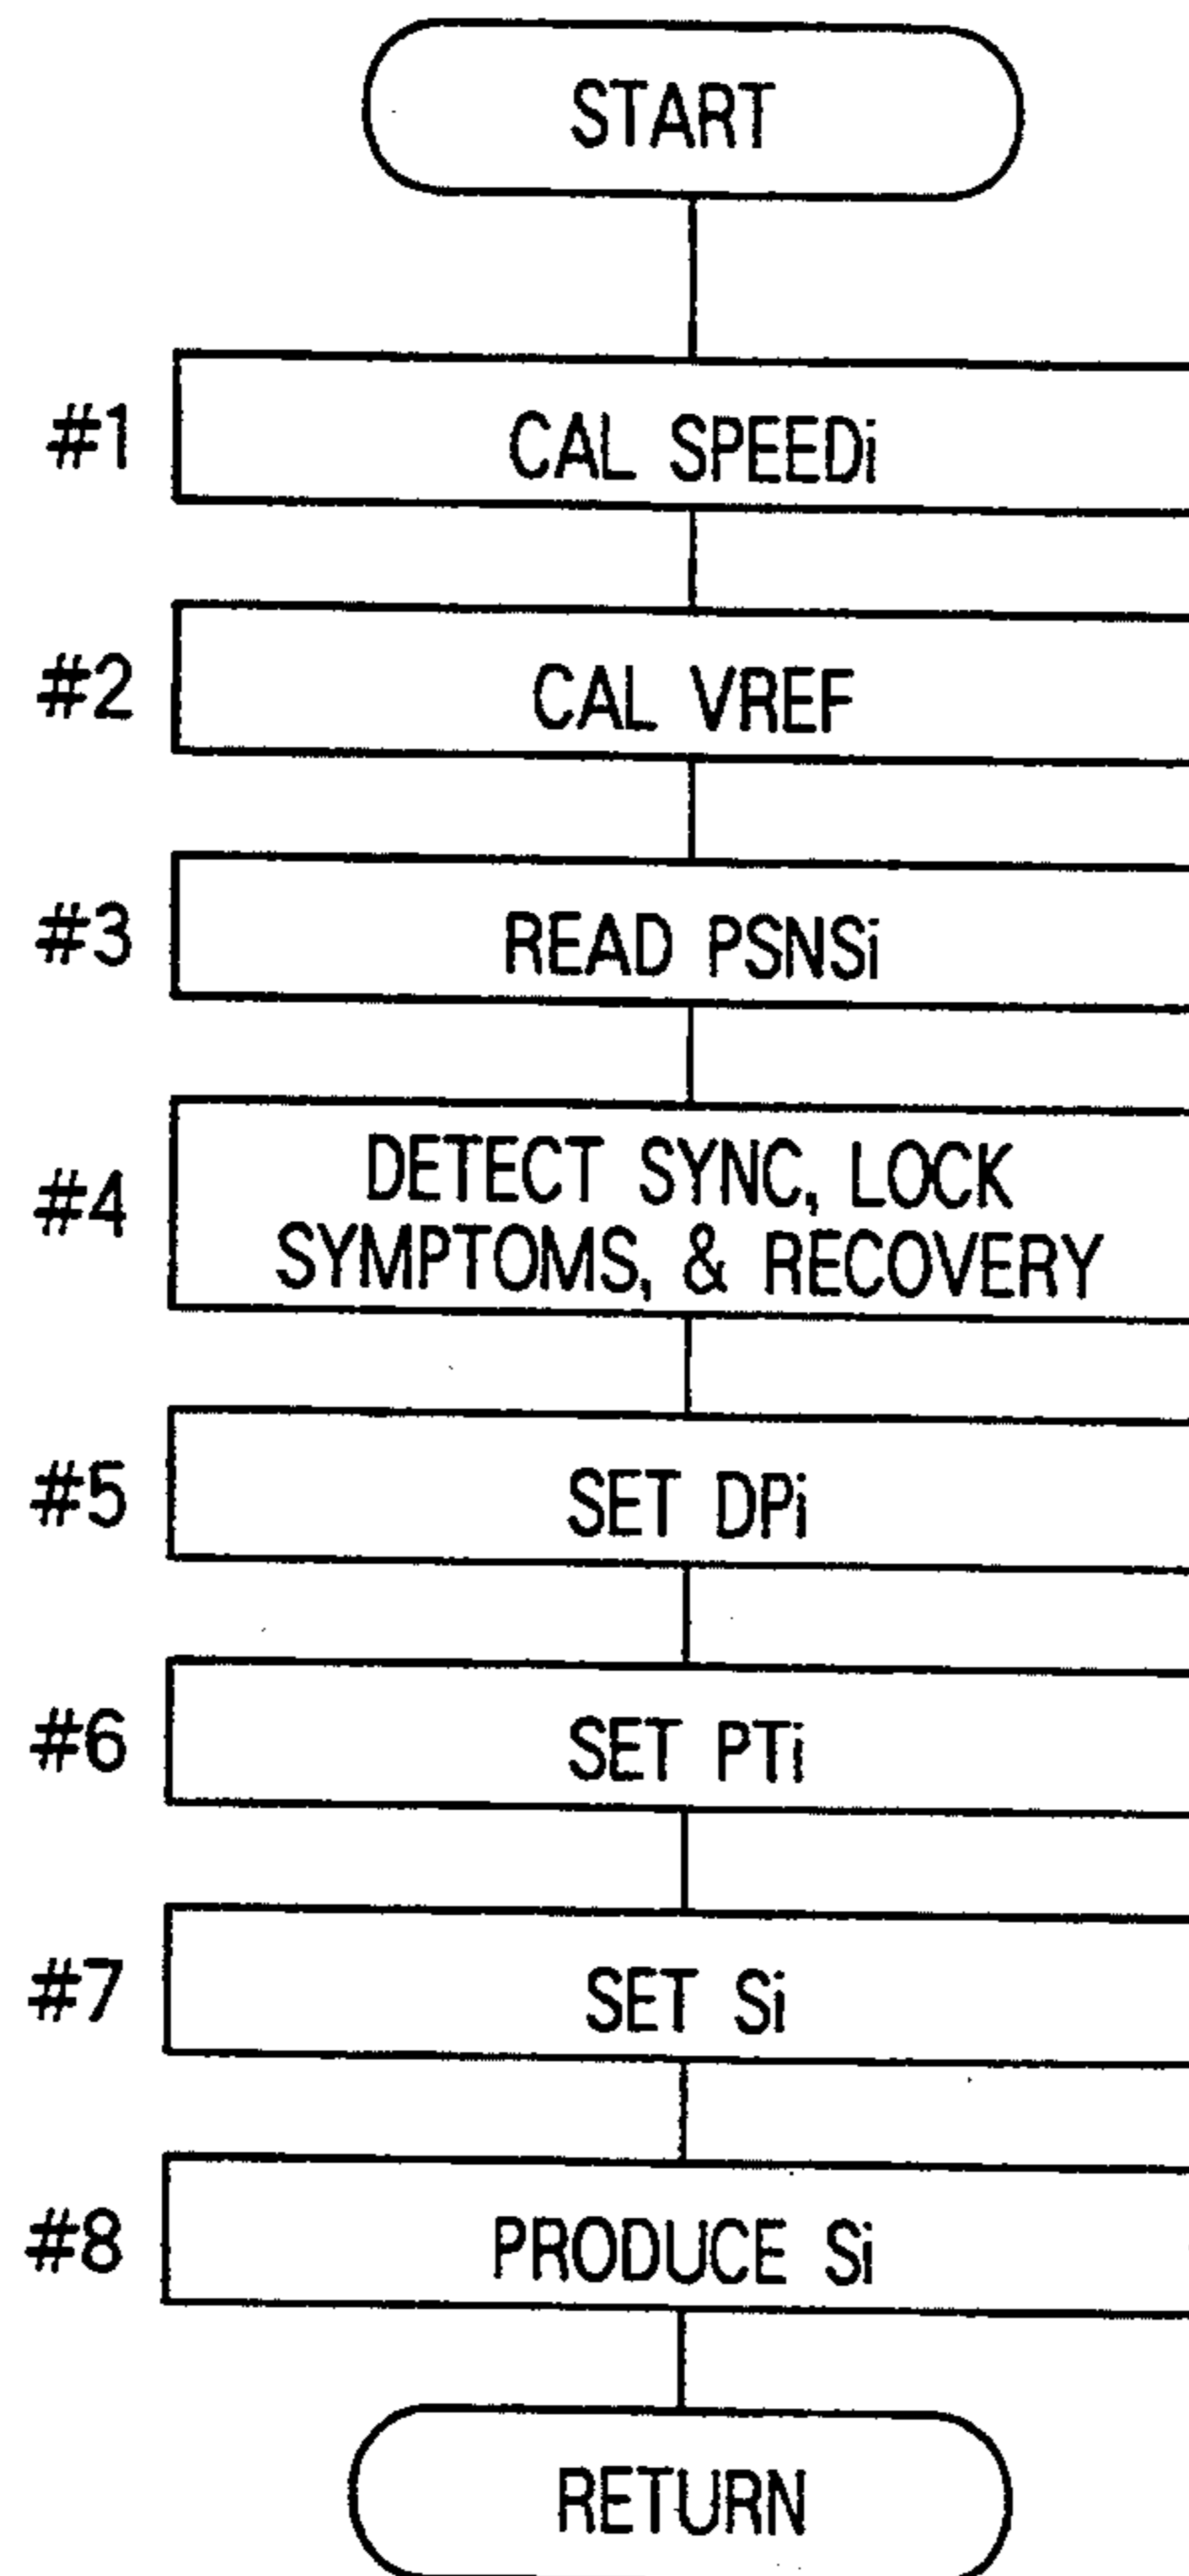 START
#1 CAL SPEEDi
#2 CAL VREF
#3 READ PSNSi
#4 DETECT SYNC, LOCK
SYMPTOMS, & RECOVERY
#5 SET DPi
#6 SET PTi
#7 SET Si
#8 PRODUCE Si
RETURN